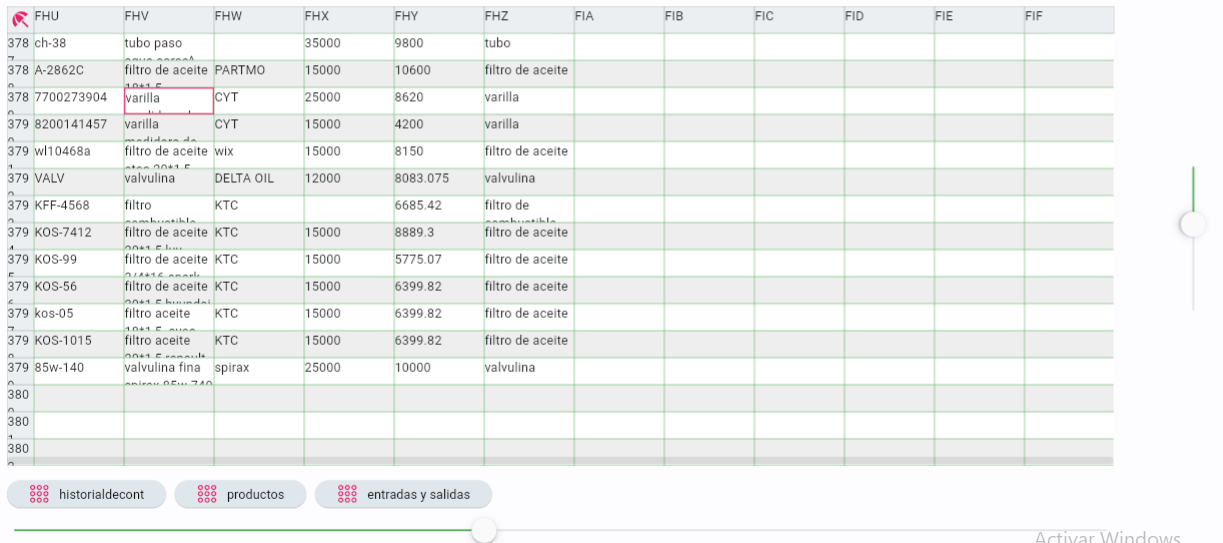 FHU FHV FHW FHX FHY FHZ FIA FIB FIC FID FIE FIF
378 ch-38 tubo paso 35000 9800 tubo
378 A-2862C filtro de aceite PARTMO 15000 10600 filtro de aceite
378 7700273904 varilla CYT 25000 8620 varilla
379 8200141457 varilla CYT 15000 4200 varilla
379 wl10468a filtro de aceite wix 15000 8150 filtro de aceite
379 VALV valvulina DELTA OIL 12000 8083.075 valvulina
379 KFF-4568 filtro KTC 6685.42 filtro de
379 KOS-7412 filtro de aceite KTC 15000 8889.3 filtro de aceite
379 KOS-99 filtro de aceite KTC 15000 5775.07 filtro de aceite
379 KOS-56 filtro de aceite KTC 15000 6399.82 filtro de aceite
379 kos-05 filtro aceite KTC 15000 6399.82 filtro de aceite
379 KOS-1015 filtro aceite KTC 15000 6399.82 filtro de aceite
379 85w-140 valvulina fina spirax 25000 10000 valvulina
380
380
380
historialdecont productos entradas y salidas
Activar Windows